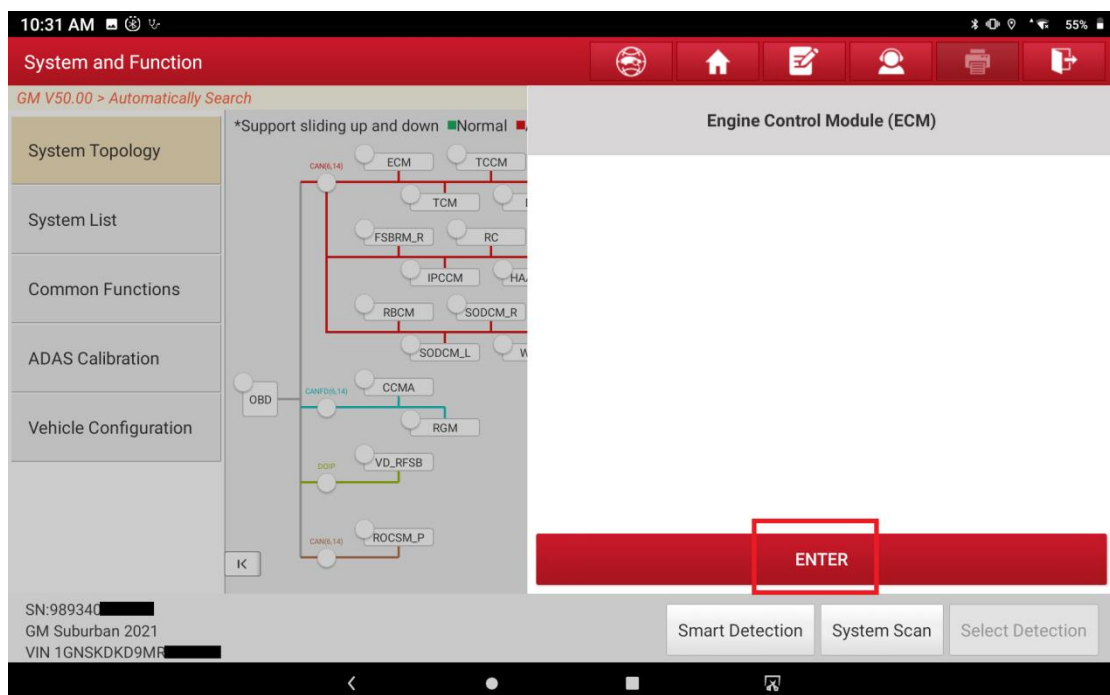 10:31 AM
55%
System and Function
GM V50.00 > Automatically Search
System Topology
System List
Common Functions
ADAS Calibration
Vehicle Configuration
*Support sliding up and down Normal
CAN(6,14)
ECM
TCCM
TCM
FSBRM_R
RC
IPCCM
HA
RBCM
SODCM_R
SODCM_L
W
OBD
CANFD(6,14)
CCMA
RGM
DOIP
VD_RFSB
CAN(6,14)
ROCSM_P
Engine Control Module (ECM)
ENTER
SN:989340
GM Suburban 2021
VIN 1GNSKDKD9MR
Smart Detection
System Scan
Select Detection